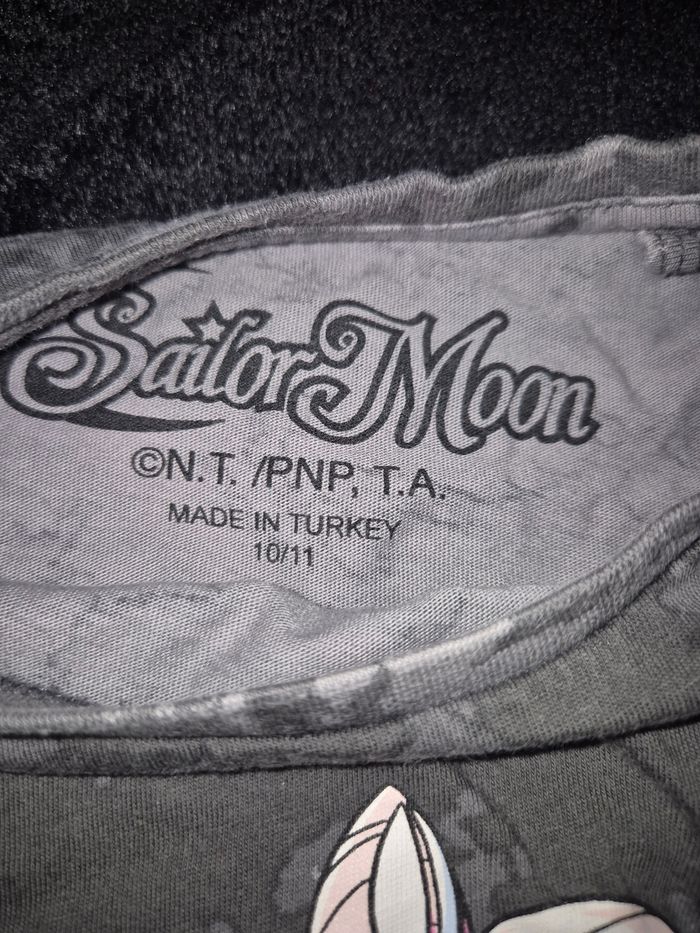 Sailor Moon
©N.T. /PNP, T.A.
MADE IN TURKEY
10/11